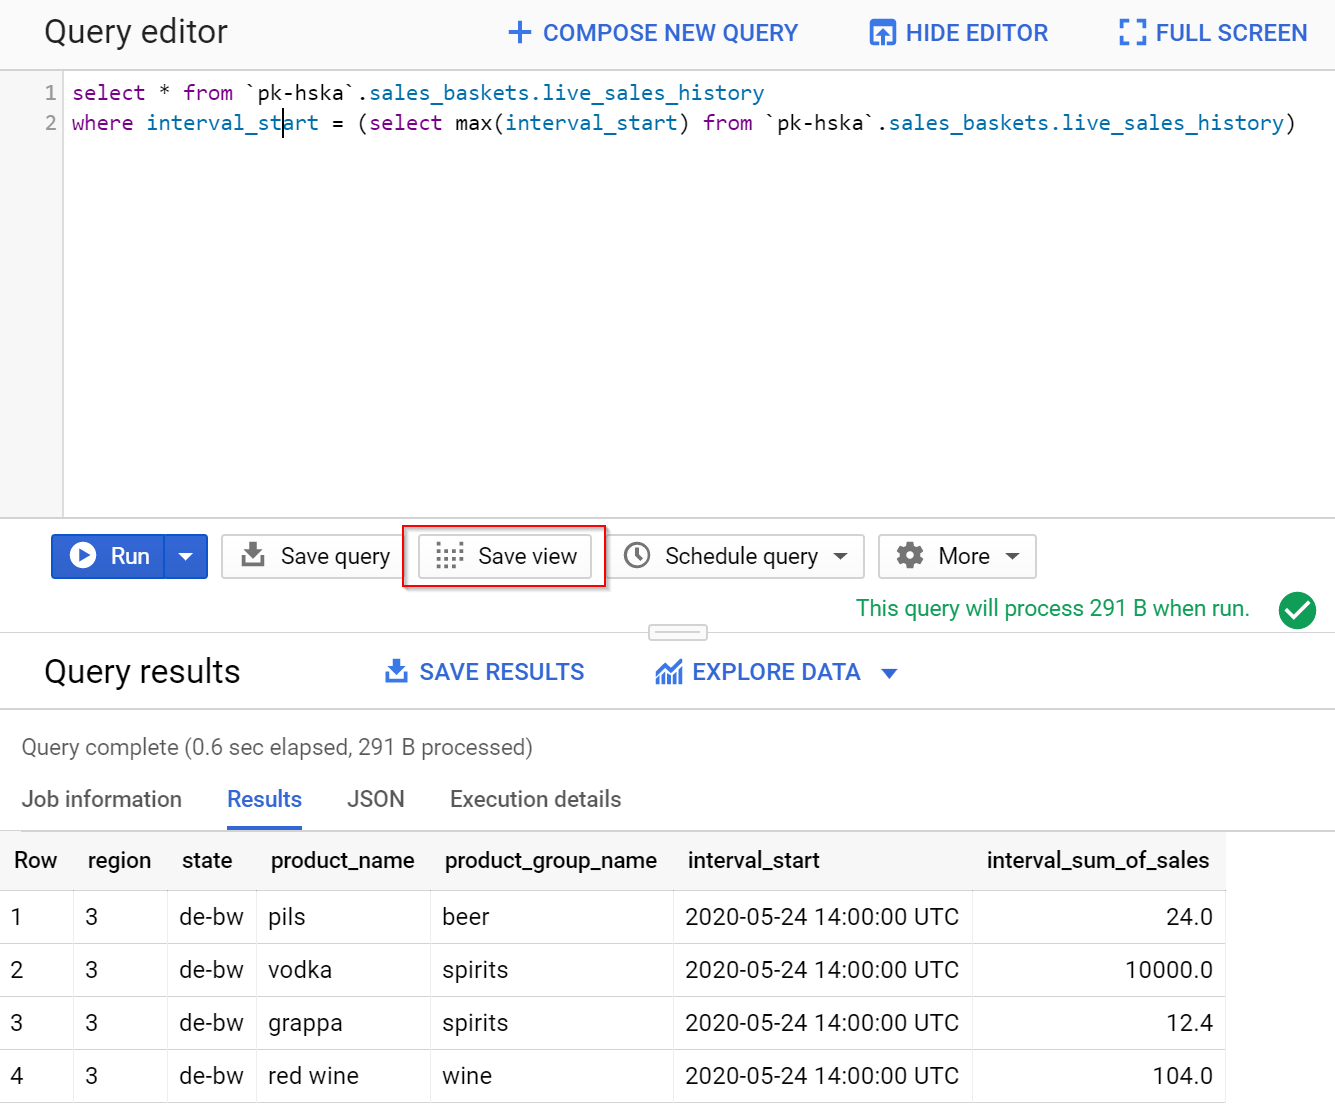 Query editor
COMPOSE NEW QUERY
HIDE EDITOR
FULL SCREEN
1 select * from `pk-hska`.sales_baskets.live_sales_history
2 where interval_start = (select max(interval_start) from `pk-hska`.sales_baskets.live_sales_history)
Run
Save query
Save view
Schedule query
More
This query will process 291 B when run.
Query results
SAVE RESULTS
EXPLORE DATA
Query complete (0.6 sec elapsed, 291 B processed)
Job information Results JSON Execution details
Row region state product_name product_group_name interval_start interval_sum_of_sales
1 3 de-bw pils beer 2020-05-24 14:00:00 UTC 24.0
2 3 de-bw vodka spirits 2020-05-24 14:00:00 UTC 10000.0
3 3 de-bw grappa spirits 2020-05-24 14:00:00 UTC 12.4
4 3 de-bw red wine wine 2020-05-24 14:00:00 UTC 104.0